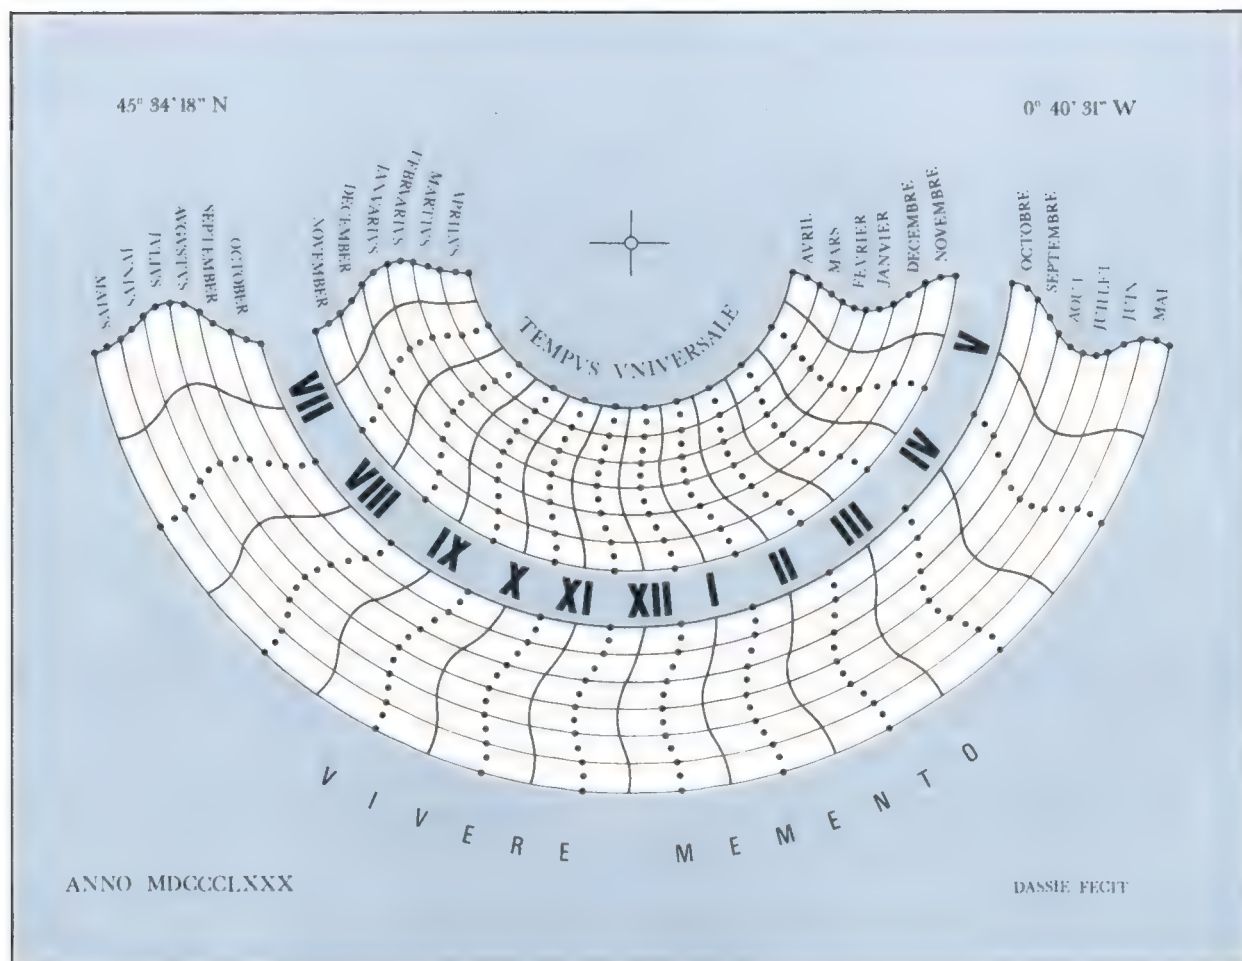 45° 34' 18" N
0° 40' 31" W
MAIVS
IVNIVS
IVLIVS
AVGVSTVS
SEPTEMBER
OCTOBER
NOVEMBER
DECEMBER
IANVARIVS
FEBRVARIVS
MARTIVS
APRILVS
AVRIL
MARS
FEVRIER
JANVIER
DECEMBRE
NOVEMBRE
OCTOBRE
SEPTEMBRE
AOUT
JUILLET
JUIN
MAI
TEMPVS VNIVERSALE
VII VIII IX X XI XII I II III IV V
VIVERE MEMENTO
ANNO MDCCCLXXX
DASSIE FECIT